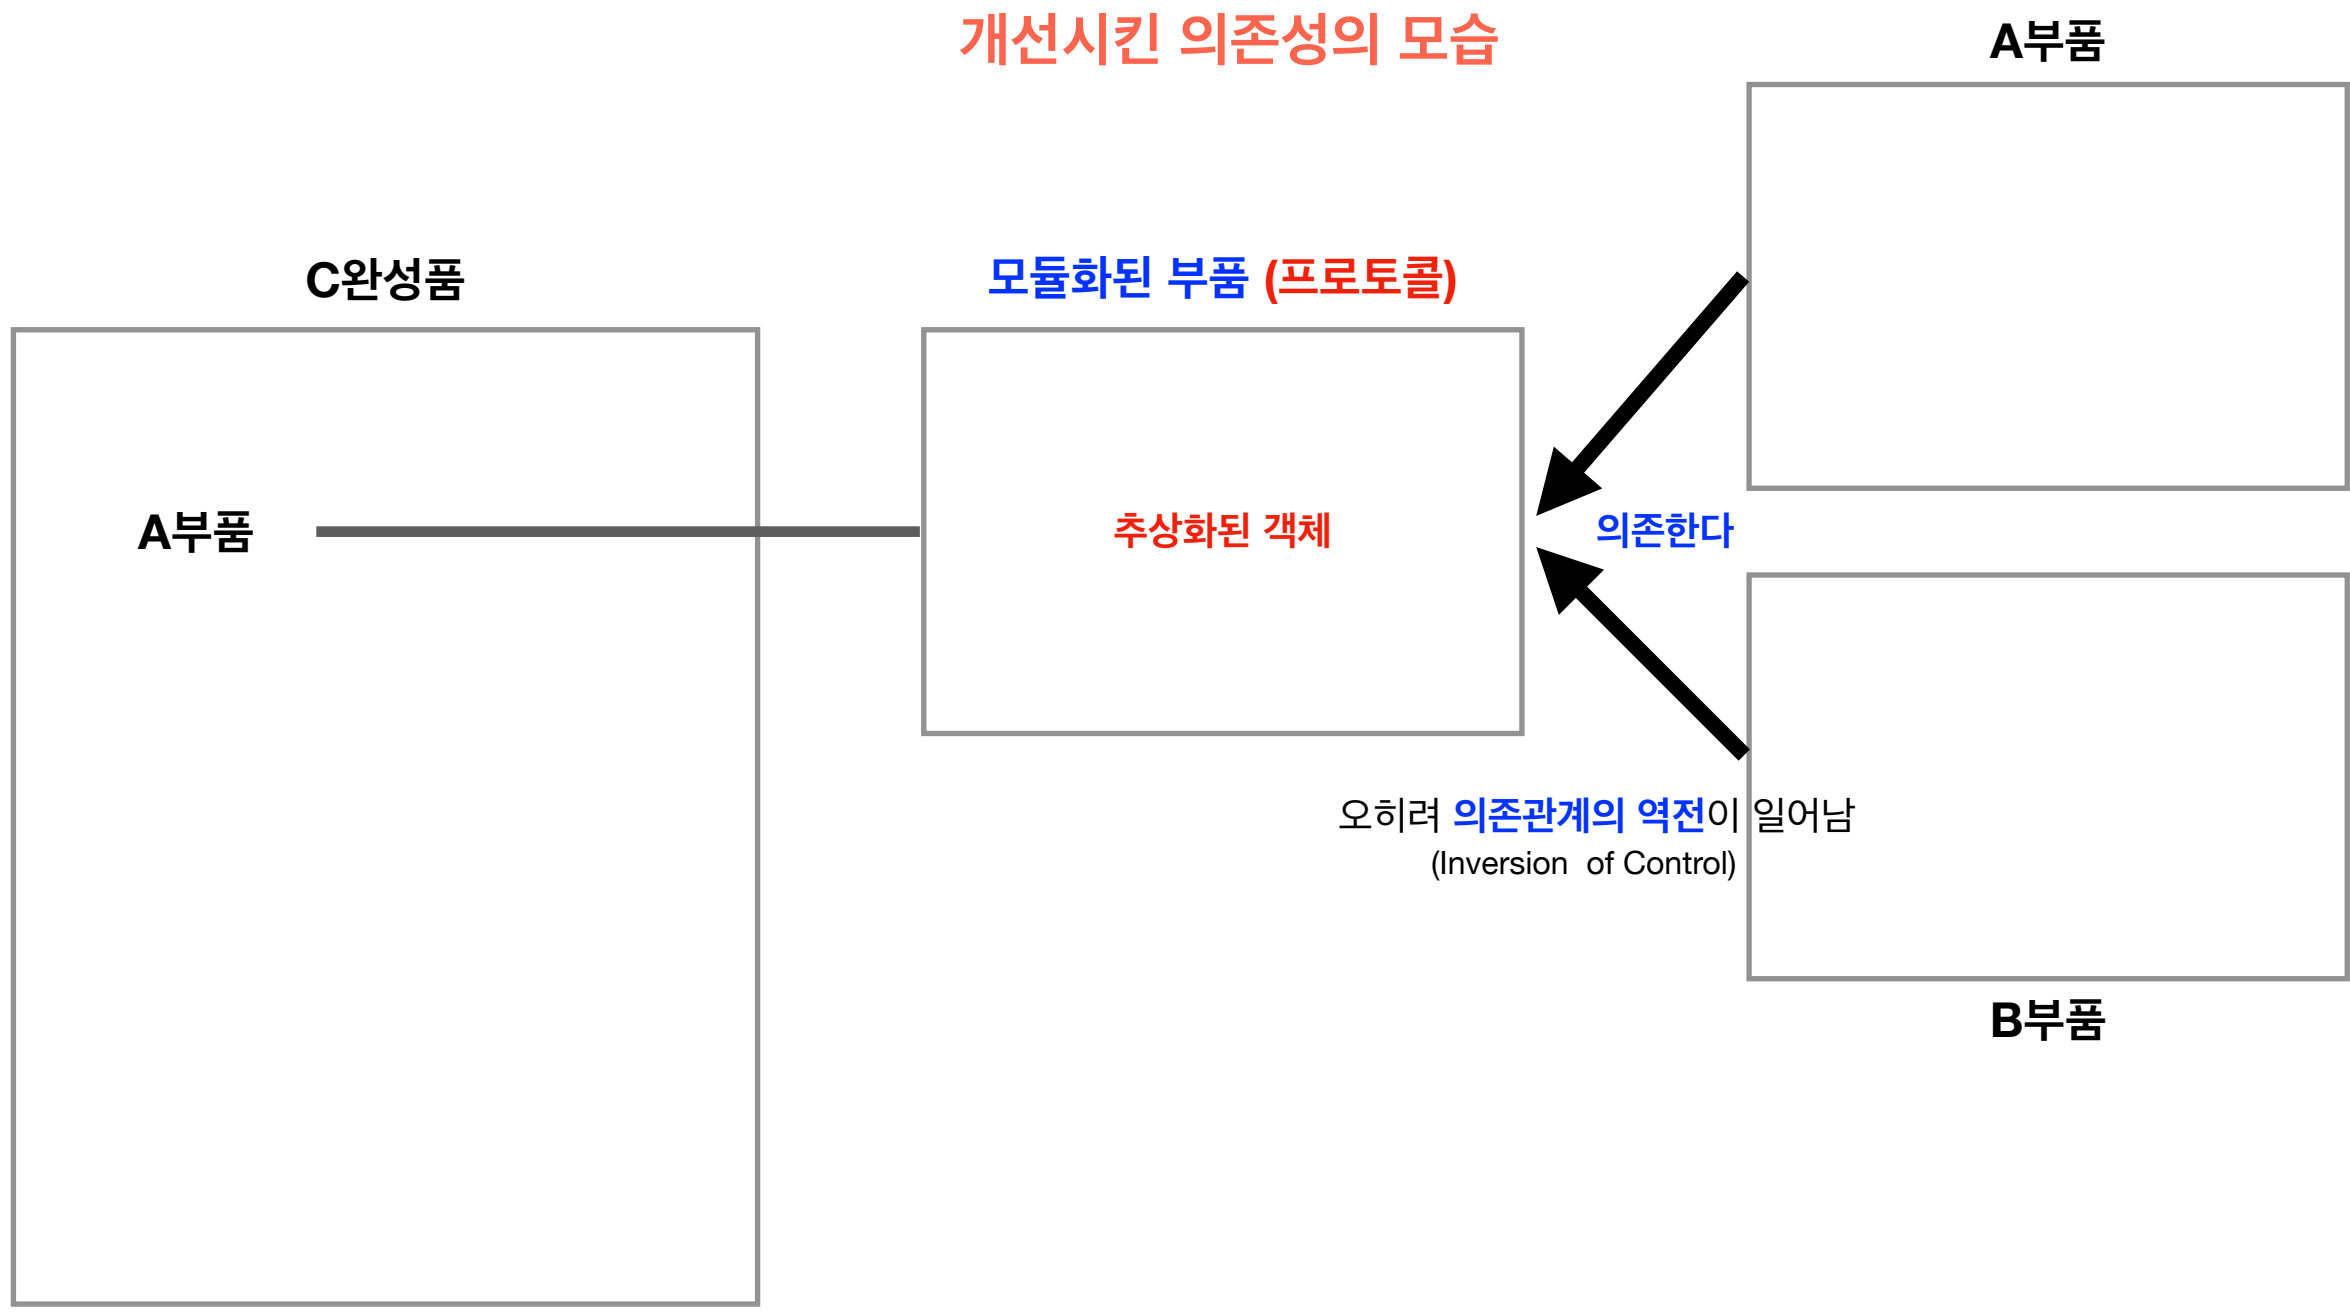 개선시킨 의존성의 모습
A부품
C완성품
모듈화된 부품 (프로토콜)
A부품
추상화된 객체
의존한다
오히려 의존관계의 역전이 일어남
(Inversion of Control)
B부품